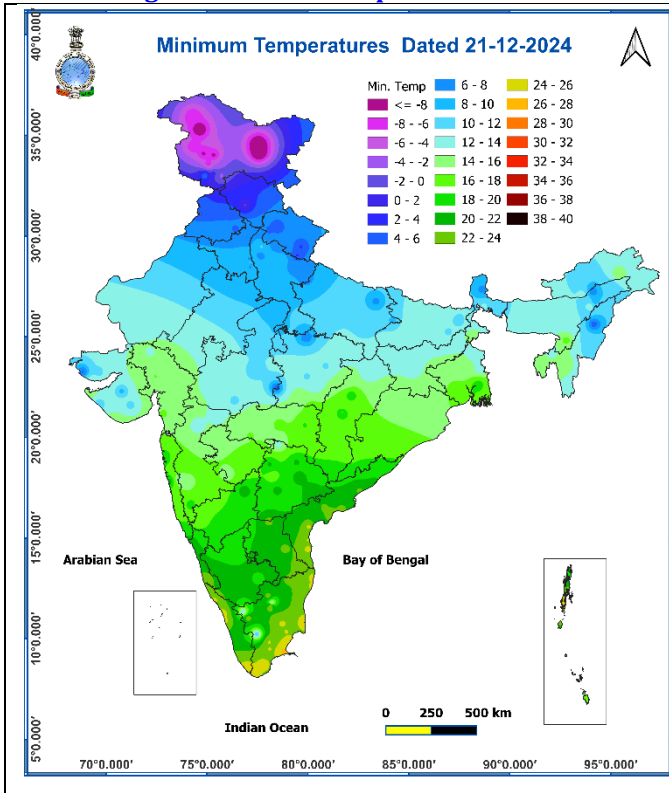 Minimum Temperatures Dated 21-12-2024
Min. Temp
<= -8
-8 - -6
-6 - -4
-4 - -2
-2 - 0
0 - 2
2 - 4
4 - 6
6 - 8
8 - 10
10 - 12
12 - 14
14 - 16
16 - 18
18 - 20
20 - 22
22 - 24
24 - 26
26 - 28
28 - 30
30 - 32
32 - 34
34 - 36
36 - 38
38 - 40
40°0.000'
35°0.000'
30°0.000'
25°0.000'
20°0.000'
15°0.000'
10°0.000'
5°0.000'
Arabian Sea
Bay of Bengal
Indian Ocean
0 250 500 km
70°0.000' 75°0.000' 80°0.000' 85°0.000' 90°0.000' 95°0.000'